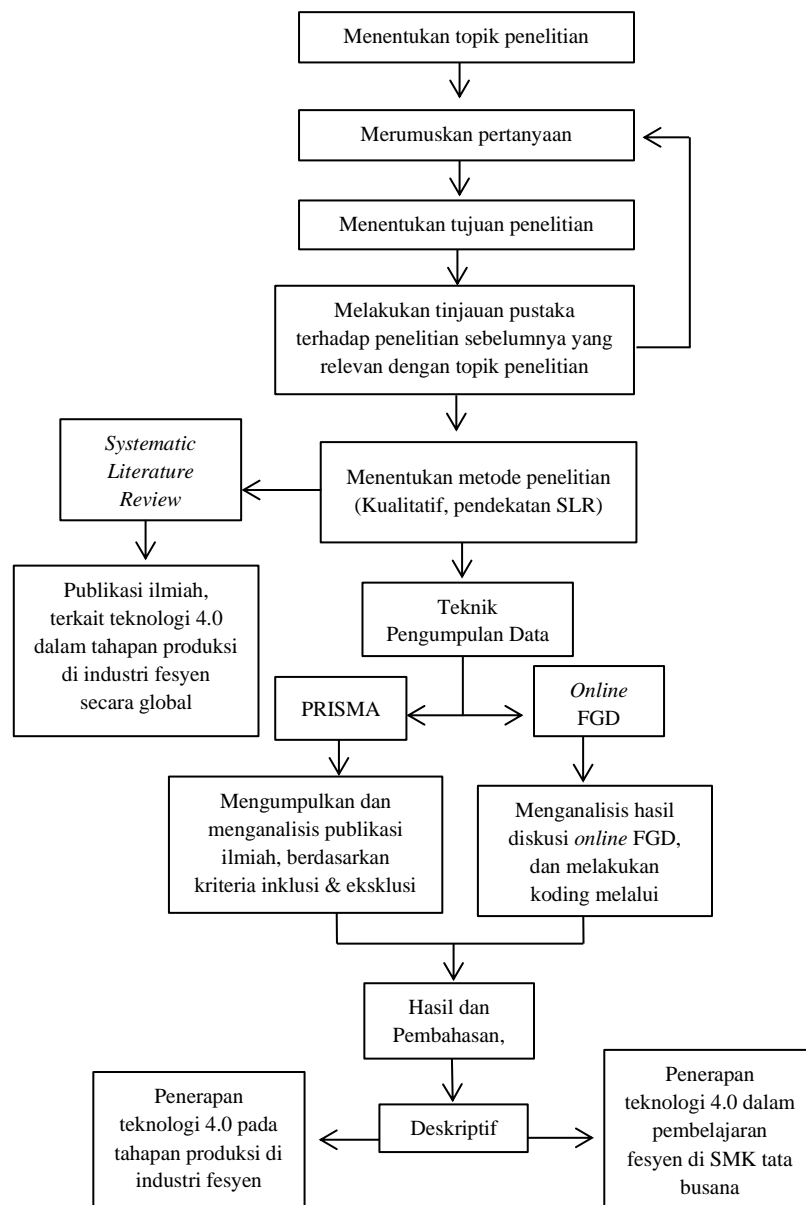 Menentukan topik penelitian
Merumuskan pertanyaan
Menentukan tujuan penelitian
Melakukan tinjauan pustaka
terhadap penelitian sebelumnya yang
relevan dengan topik penelitian
Systematic
Literature
Review
Menentukan metode penelitian
(Kualitatif, pendekatan SLR)
Publikasi ilmiah,
terkait teknologi 4.0
dalam tahapan produksi
di industri fesyen
secara global
Teknik
Pengumpulan Data
PRISMA
Online
FGD
Mengumpulkan dan
menganalisis publikasi
ilmiah, berdasarkan
kriteria inklusi & eksklusi
Menganalisis hasil
diskusi online FGD,
dan melakukan
koding melalui
Hasil dan
Pembahasan,
Deskriptif
Penerapan
teknologi 4.0 pada
tahapan produksi di
industri fesyen
Penerapan
teknologi 4.0 dalam
pembelajaran
fesyen di SMK tata
busana